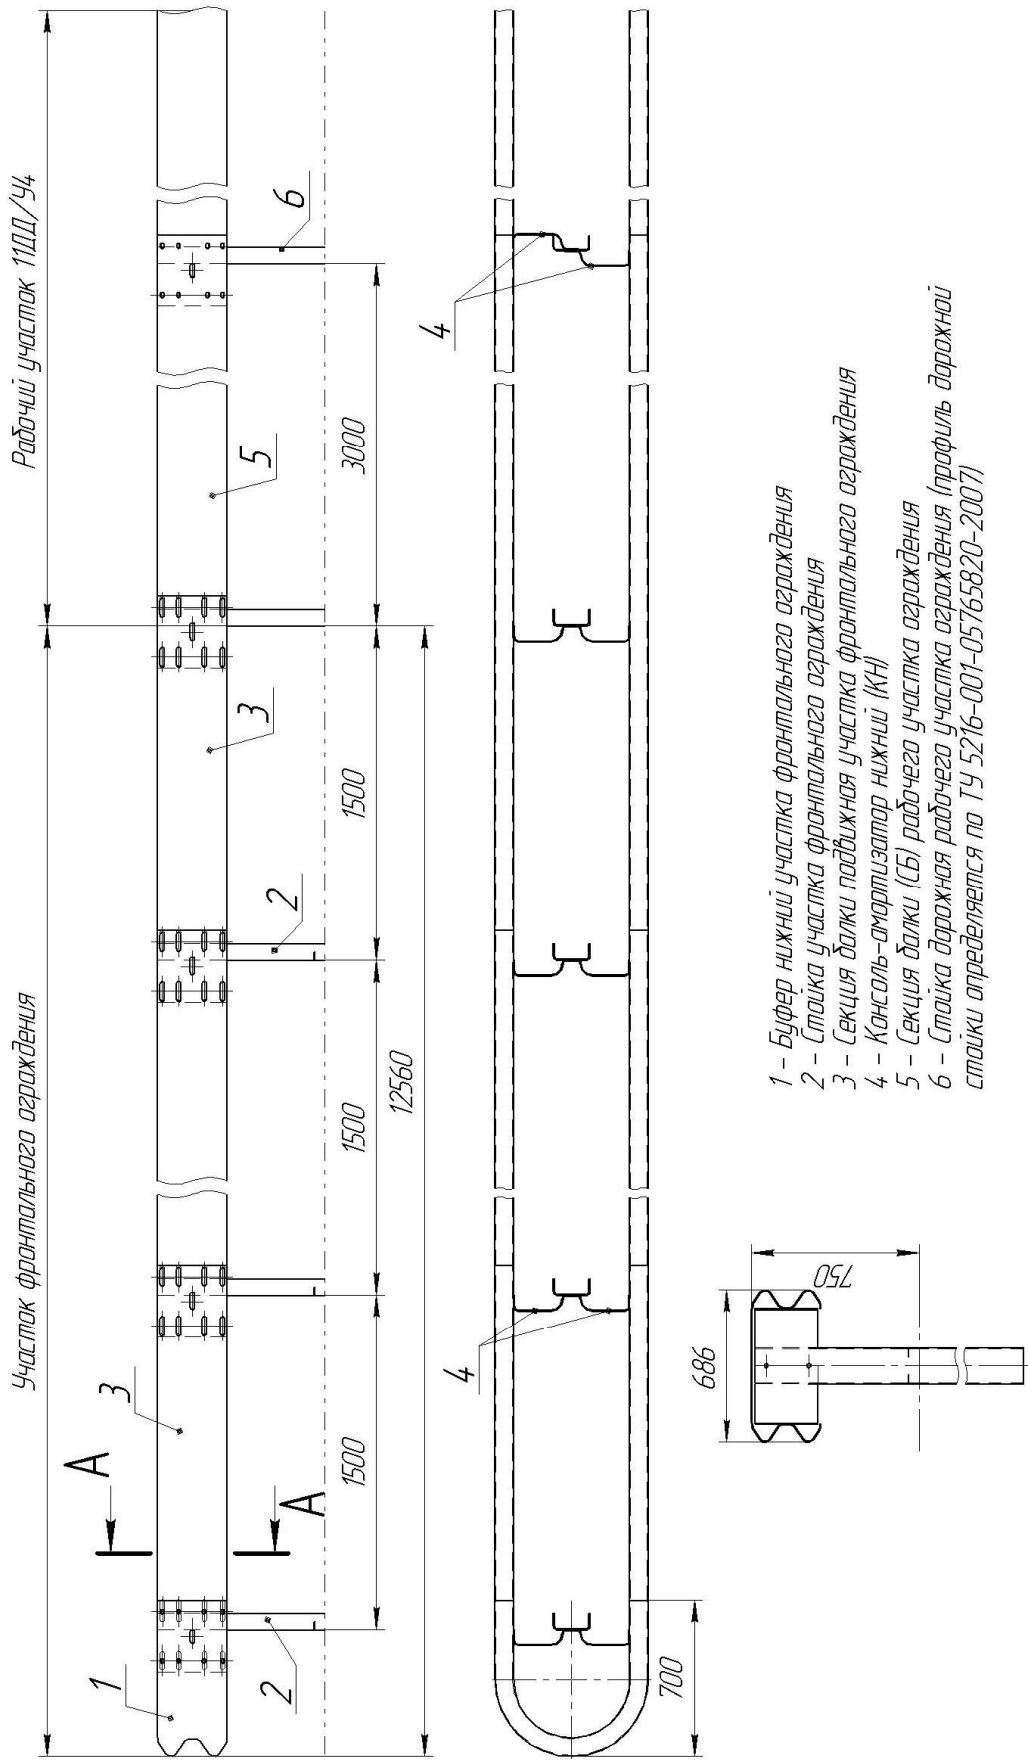 Участок фронтального ограждения
Рабочий участок 11ДД/У4
1
2
3
2
3
5
6
А
А
1500
1500
1500
3000
12560
4
4
700
686
750
1 - Буфер нижний участка фронтального ограждения
2 - Стойка участка фронтального ограждения
3 - Секция балки подвижная участка фронтального ограждения
4 - Консоль-амортизатор нижний (КН)
5 - Секция балки (СБ) рабочего участка ограждения
6 - Стойка дорожная рабочего участка ограждения (профиль дорожной
стойки определяется по ТУ 5216-001-05765820-2007)